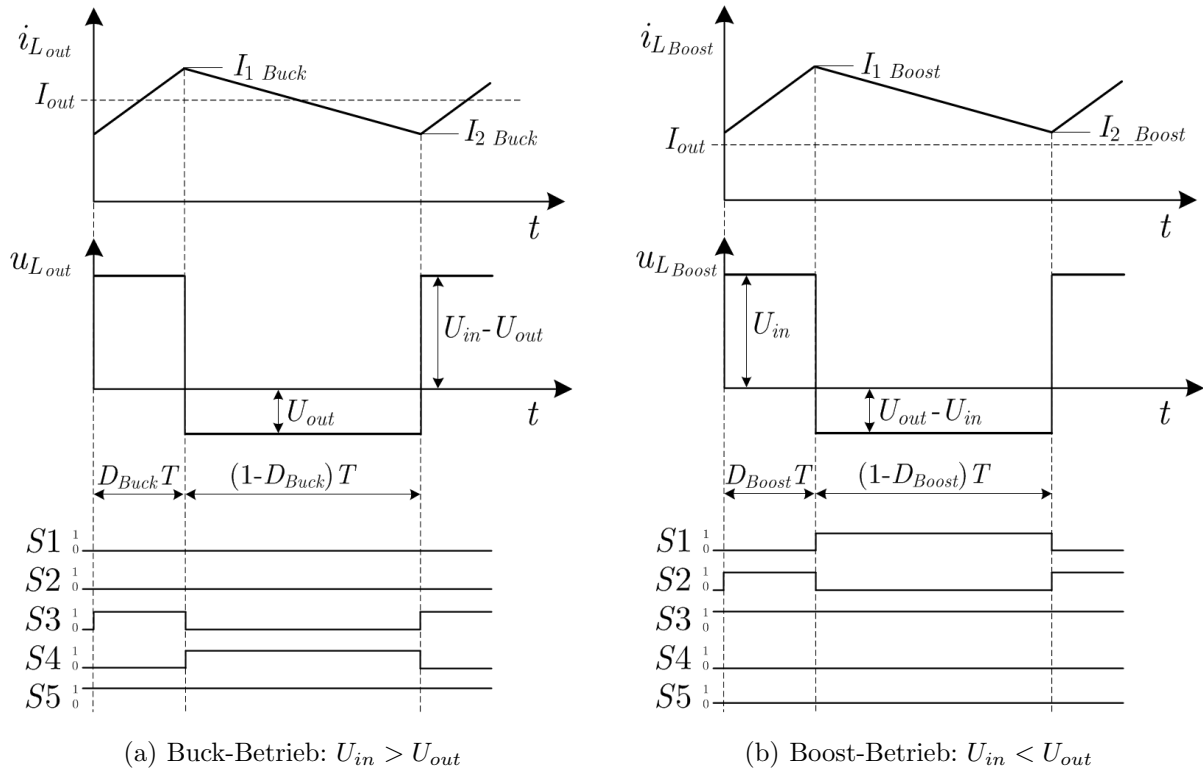 i_{L_{out}}
I_{1 Buck}
I_{out}
I_{2 Buck}
t
u_{L_{out}}
U_{in}-U_{out}
U_{out}
t
D_{Buck}T
(1-D_{Buck})T
S1 1 0
S2 1 0
S3 1 0
S4 1 0
S5 1 0
(a) Buck-Betrieb: U_{in} > U_{out}
i_{L_{Boost}}
I_{1 Boost}
I_{out}
I_{2 Boost}
t
u_{L_{Boost}}
U_{in}
U_{out}-U_{in}
t
D_{Boost}T
(1-D_{Boost})T
S1 1 0
S2 1 0
S3 1 0
S4 1 0
S5 1 0
(b) Boost-Betrieb: U_{in} < U_{out}